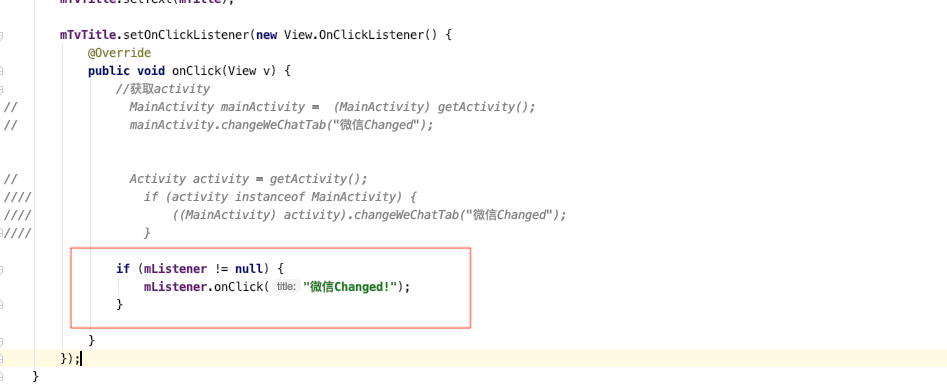 mTvTitle.setText(mTitle);
mTvTitle.setOnClickListener(new View.OnClickListener() {
@Override
public void onClick(View v) {
//获取activity
//                MainActivity mainActivity =  (MainActivity) getActivity();
//                mainActivity.changeWeChatTab("微信Changed");
//                Activity activity = getActivity();
////                if (activity instanceof MainActivity) {
////                    ((MainActivity) activity).changeWeChatTab("微信Changed");
////                }
if (mListener != null) {
mListener.onClick( title: "微信Changed!");
}
}
});
}